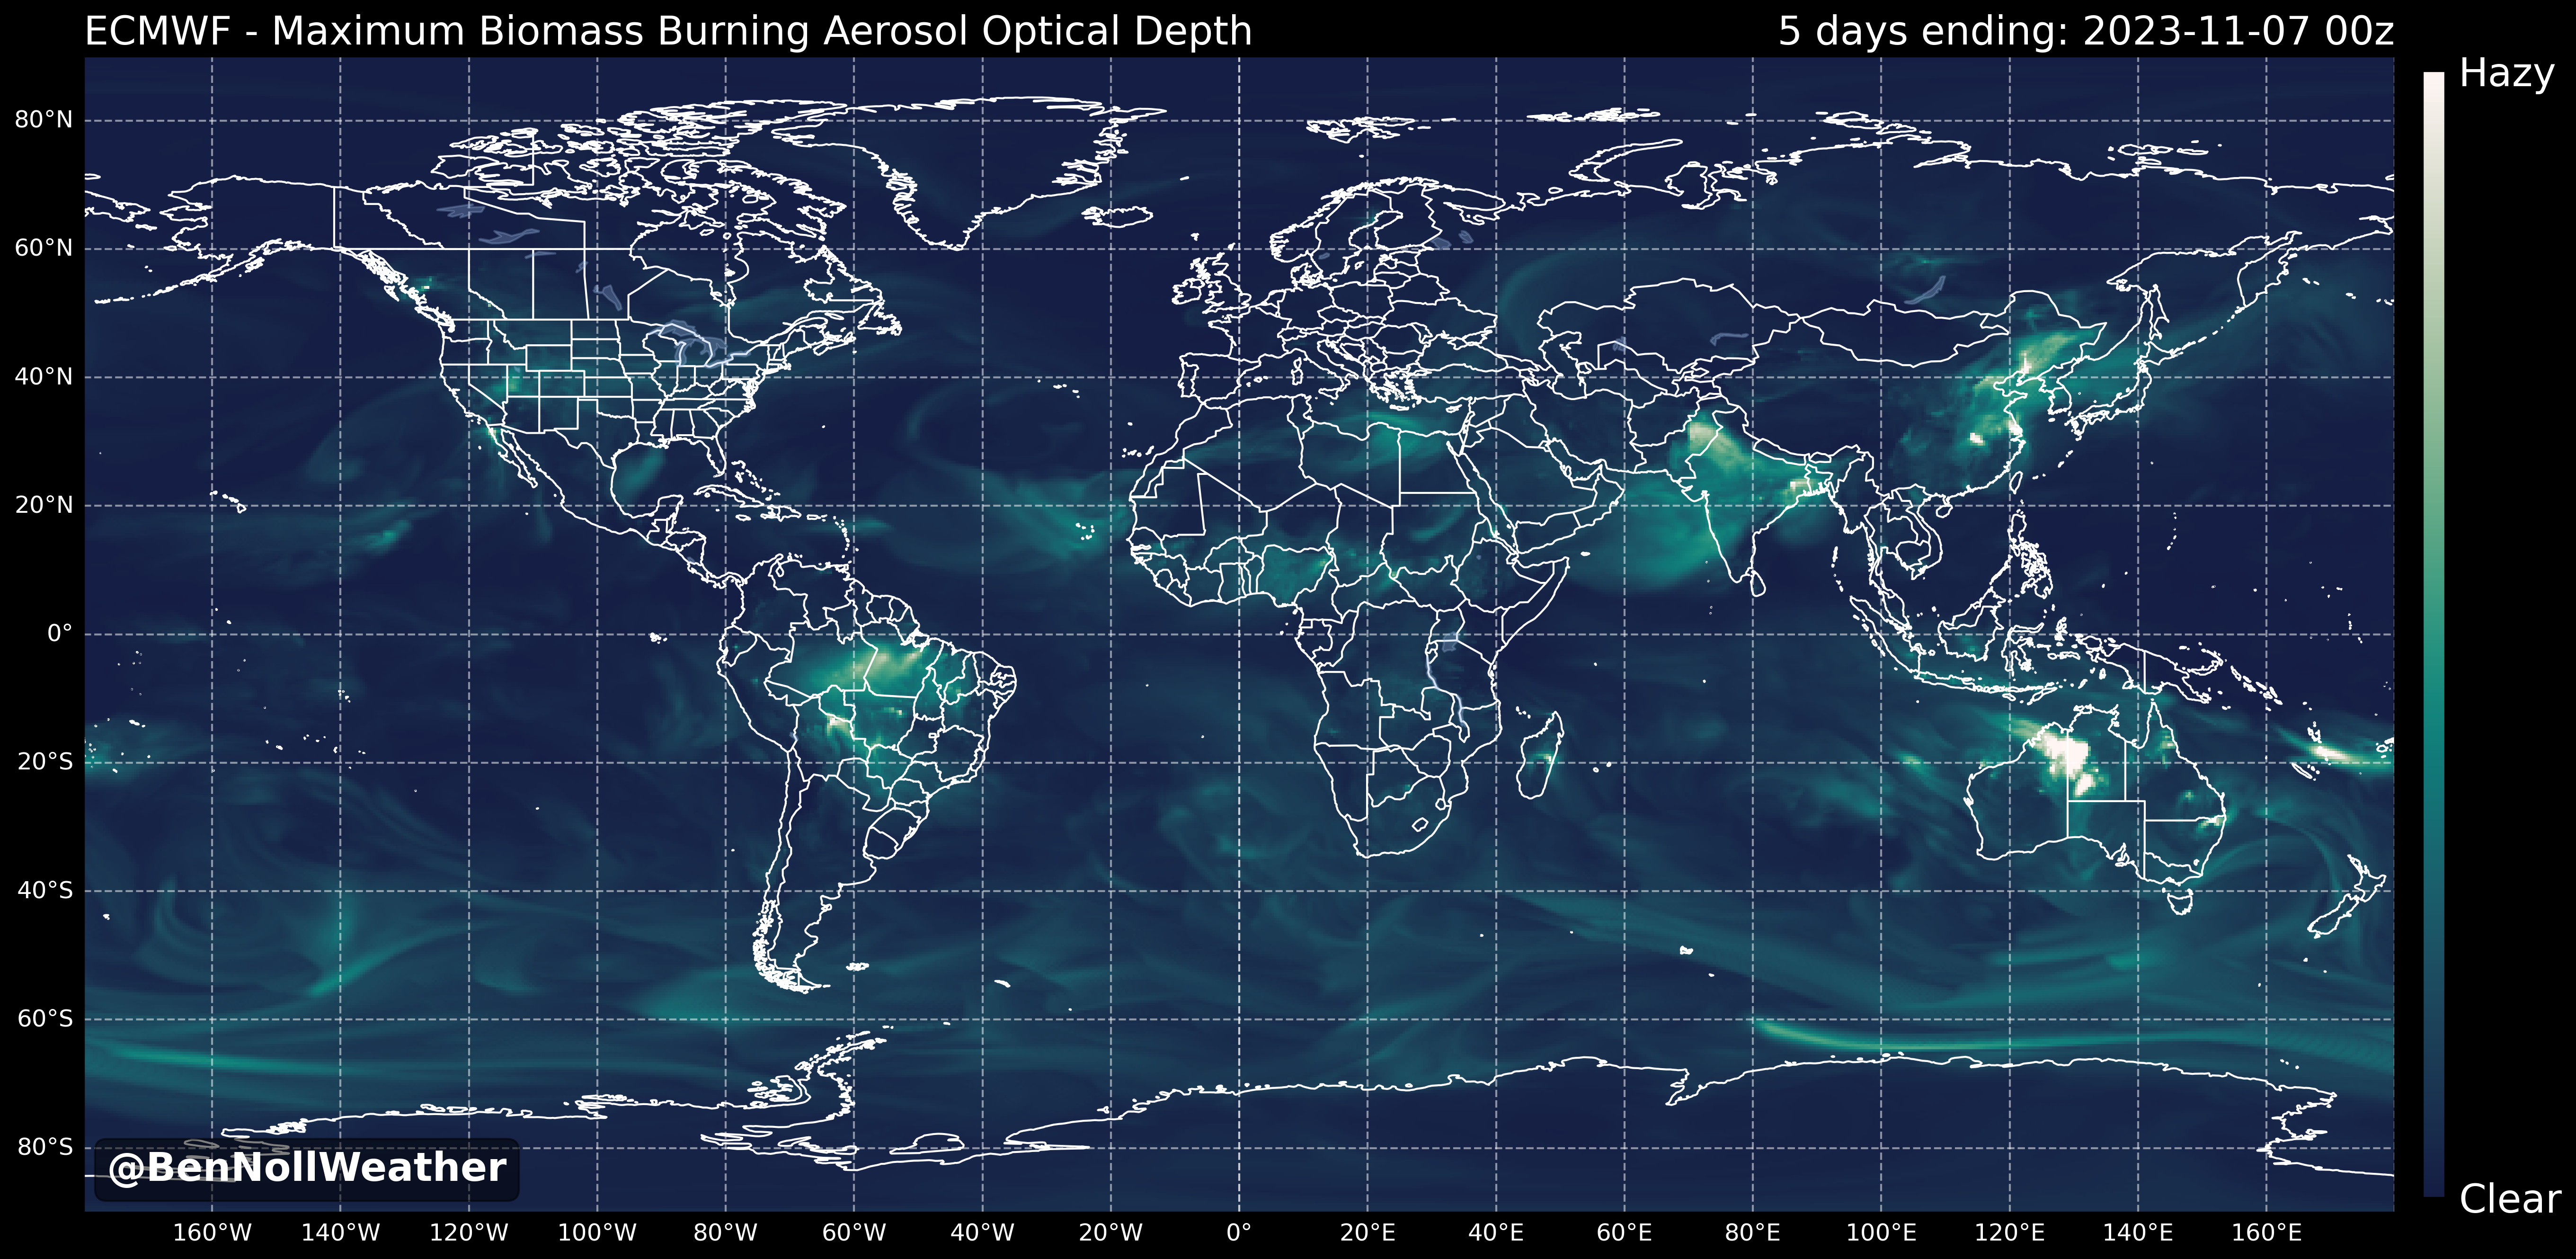 ECMWF - Maximum Biomass Burning Aerosol Optical Depth
5 days ending: 2023-11-07 00z
Hazy
80°N
60°N
40°N
20°N
0°
20°S
40°S
60°S
80°S
@BenNollWeather
Clear
160°W 140°W 120°W 100°W 80°W 60°W 40°W 20°W 0° 20°E 40°E 60°E 80°E 100°E 120°E 140°E 160°E